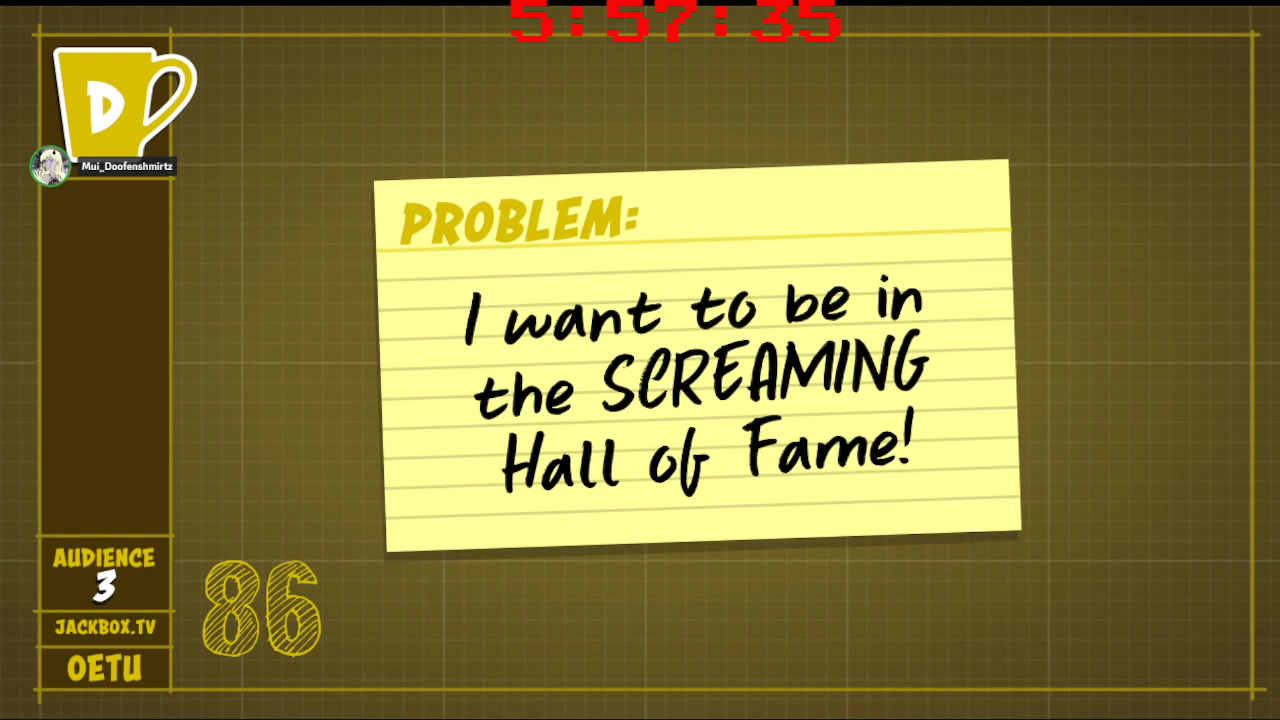 5:57:35
D
Mui_Doofenshmirtz
PROBLEM:
I want to be in
the SCREAMING
Hall of Fame!
AUDIENCE
3
JACKBOX.TV
OETU
86